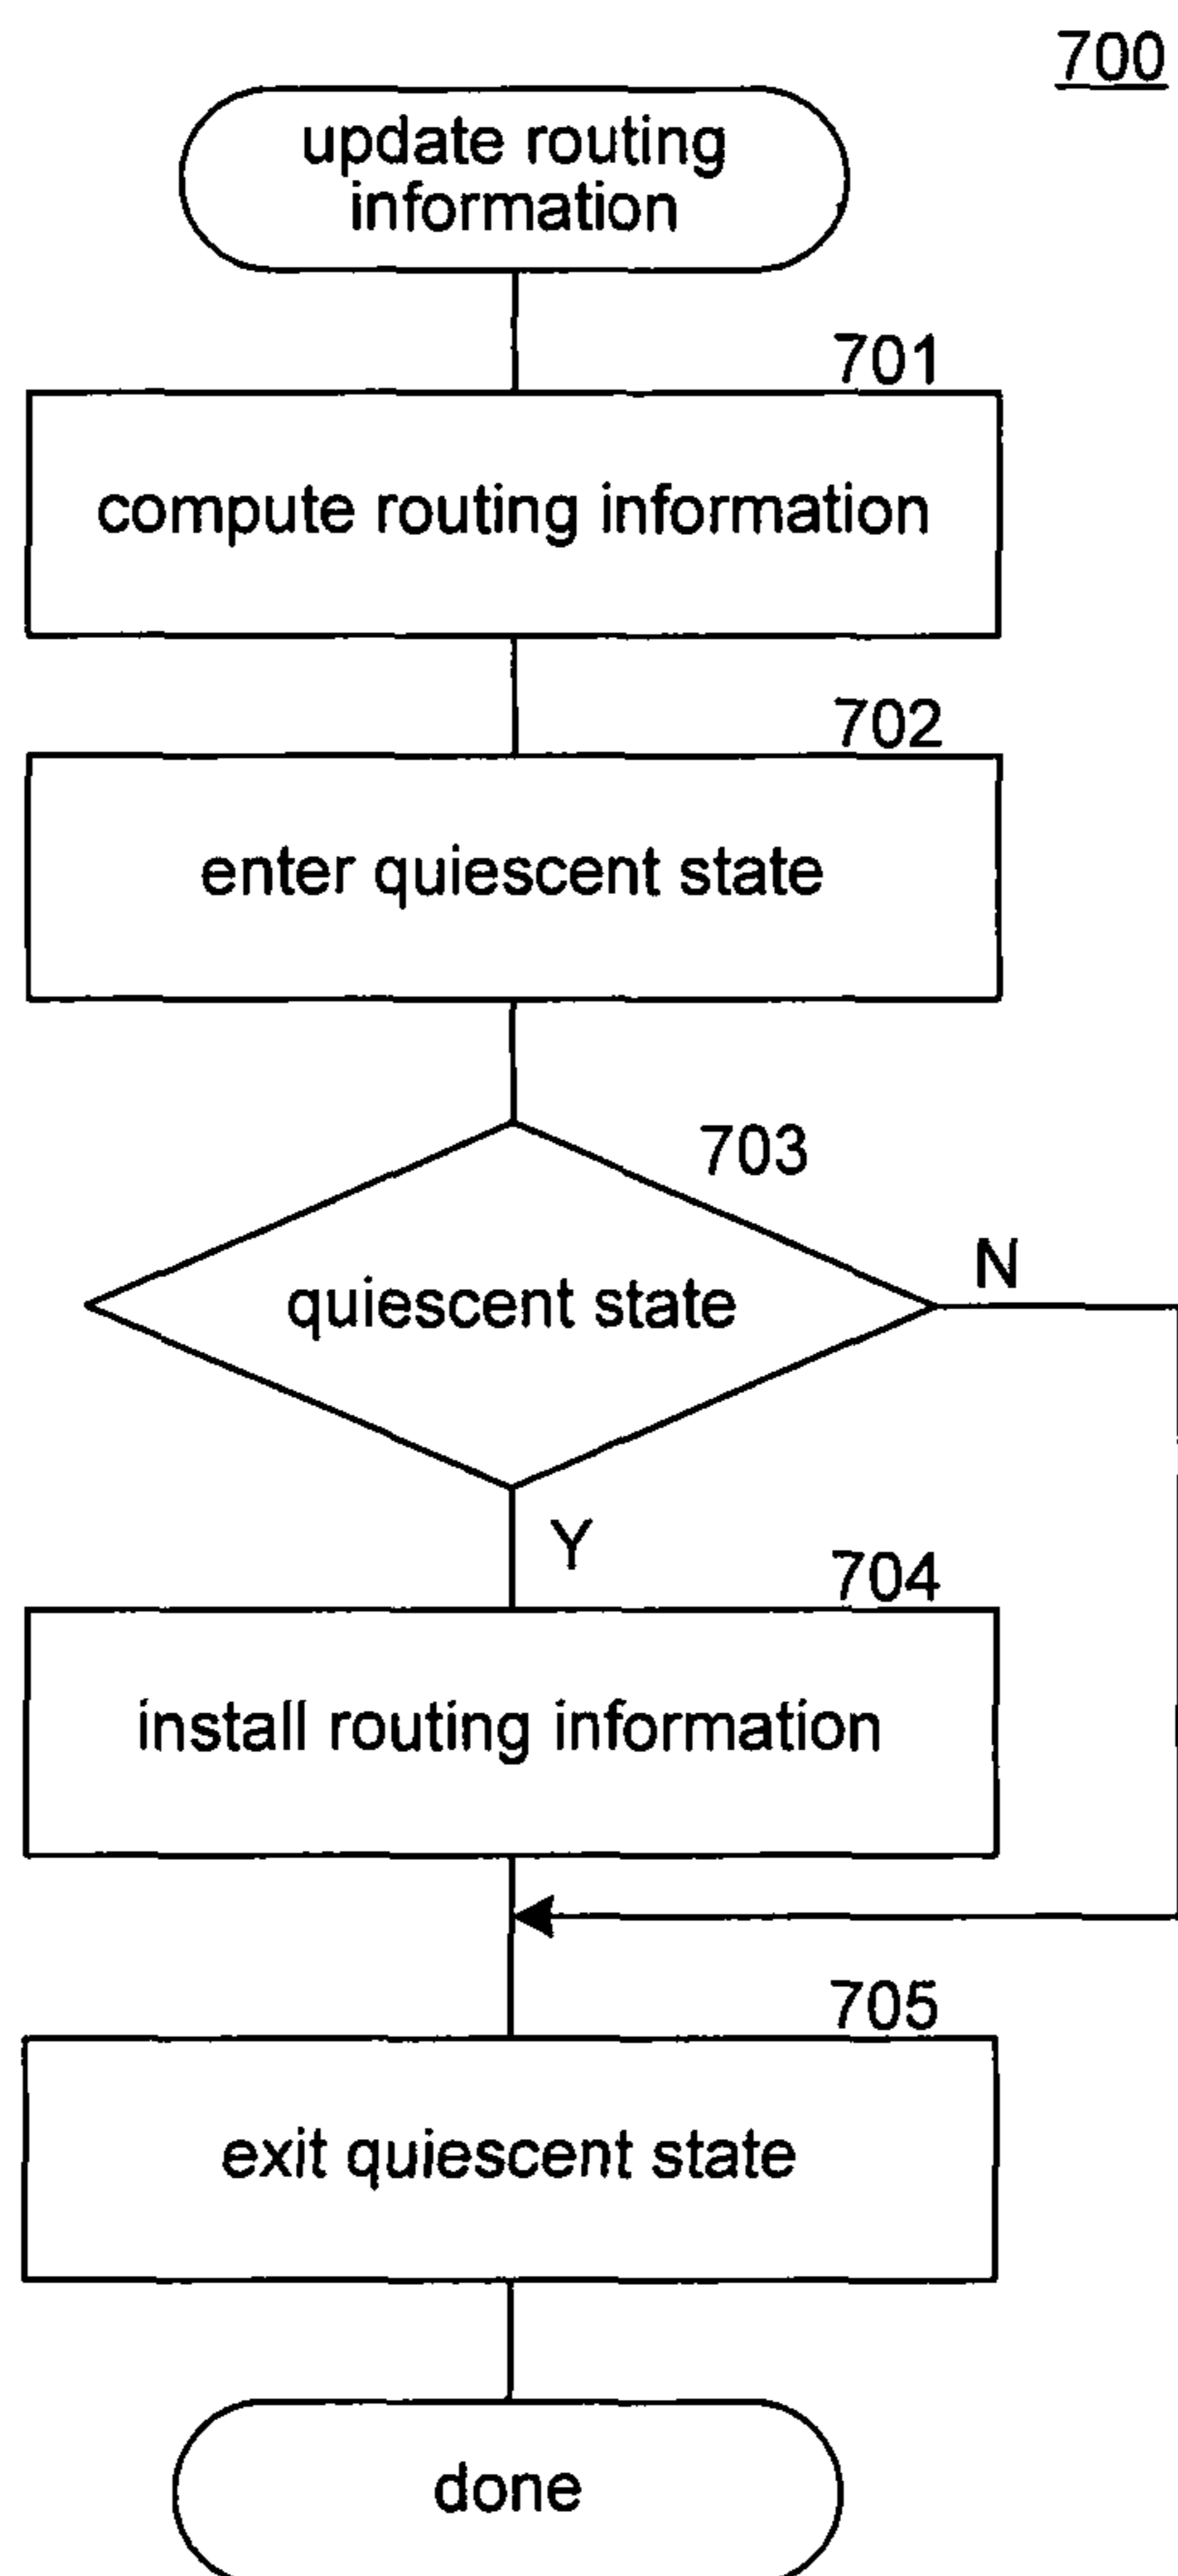 700
update routing
information
701
compute routing information
702
enter quiescent state
703
quiescent state
N
Y
704
install routing information
705
exit quiescent state
done